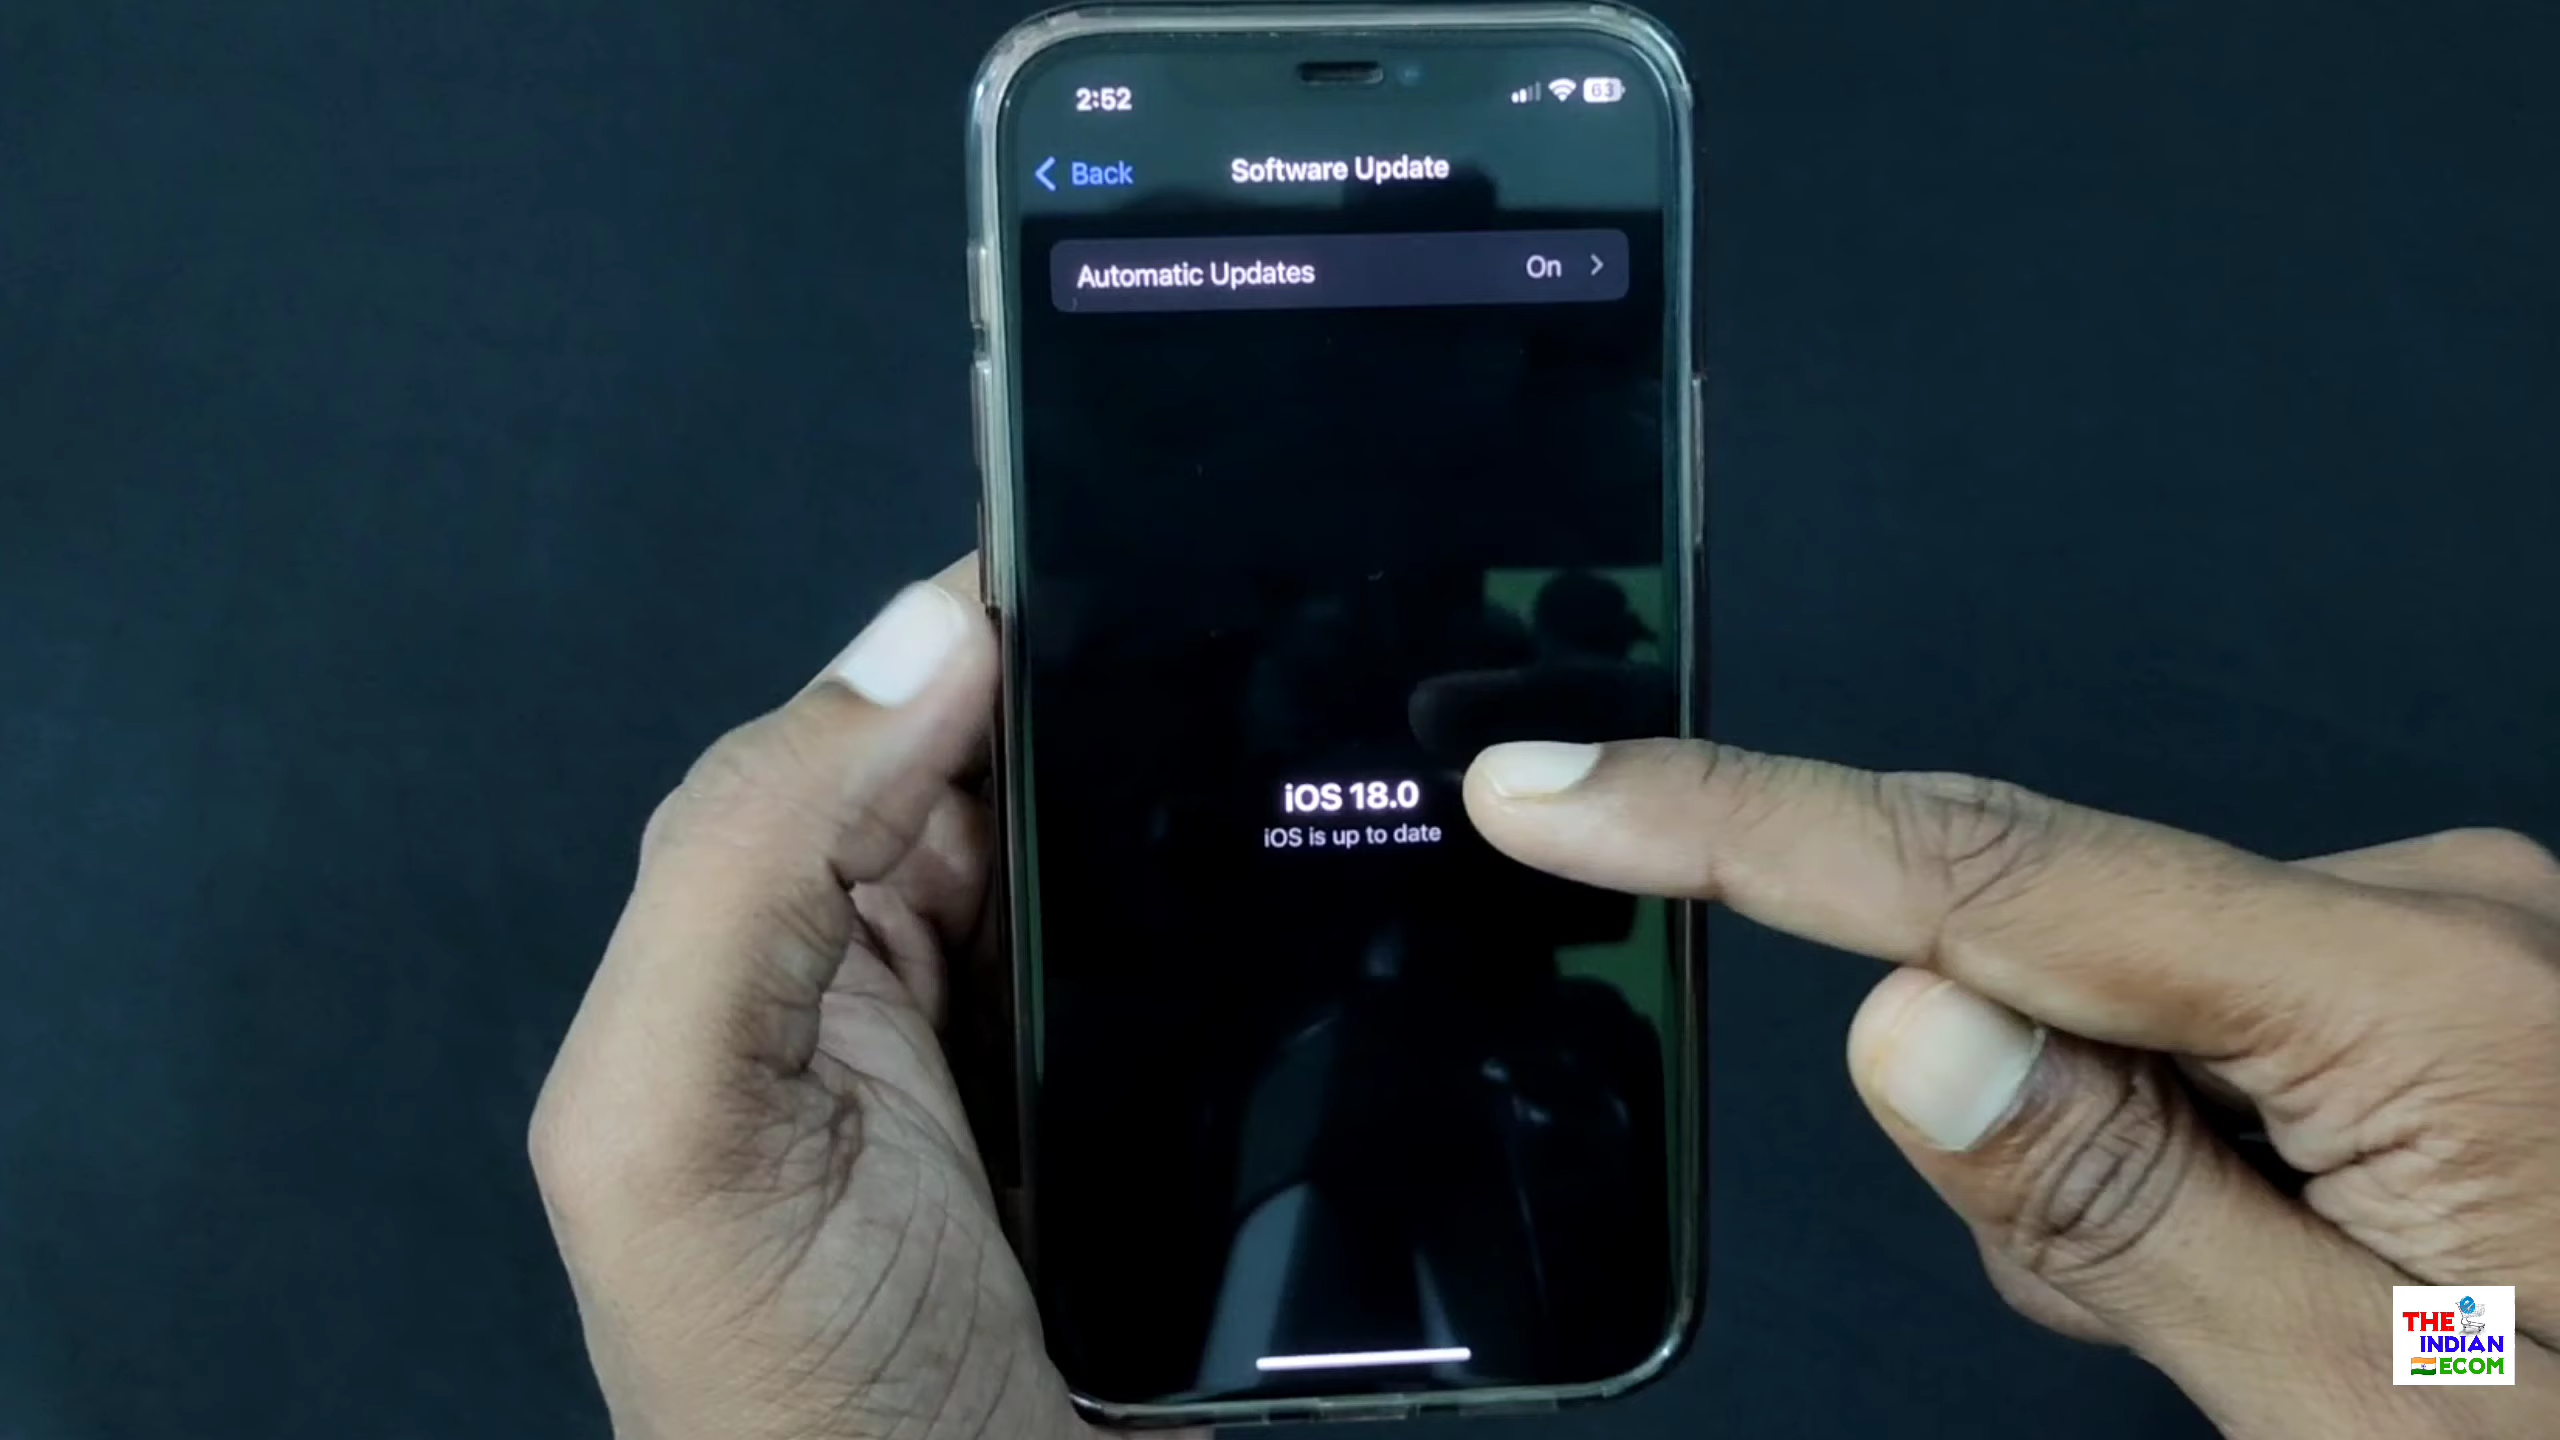 2:52
63
Back
Software Update
Automatic Updates
On
iOS 18.0
iOS is up to date
THE
INDIAN
ECOM